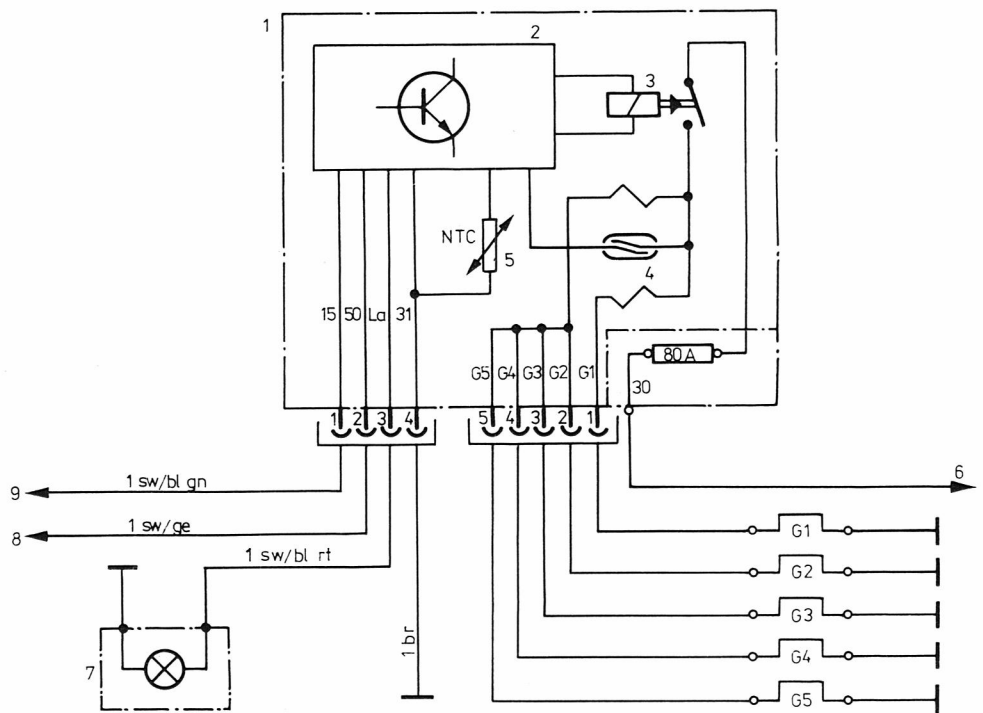 1
2
3
NTC
5
4
15 50 La 31
80 A
G5 G4 G3 G2 G1
30
1 2 3 4
5 4 3 2 1
9
1 sw/bl gn
6
8
1 sw/ge
G1
1 sw/bl rt
G2
G3
1 br
7
G4
G5